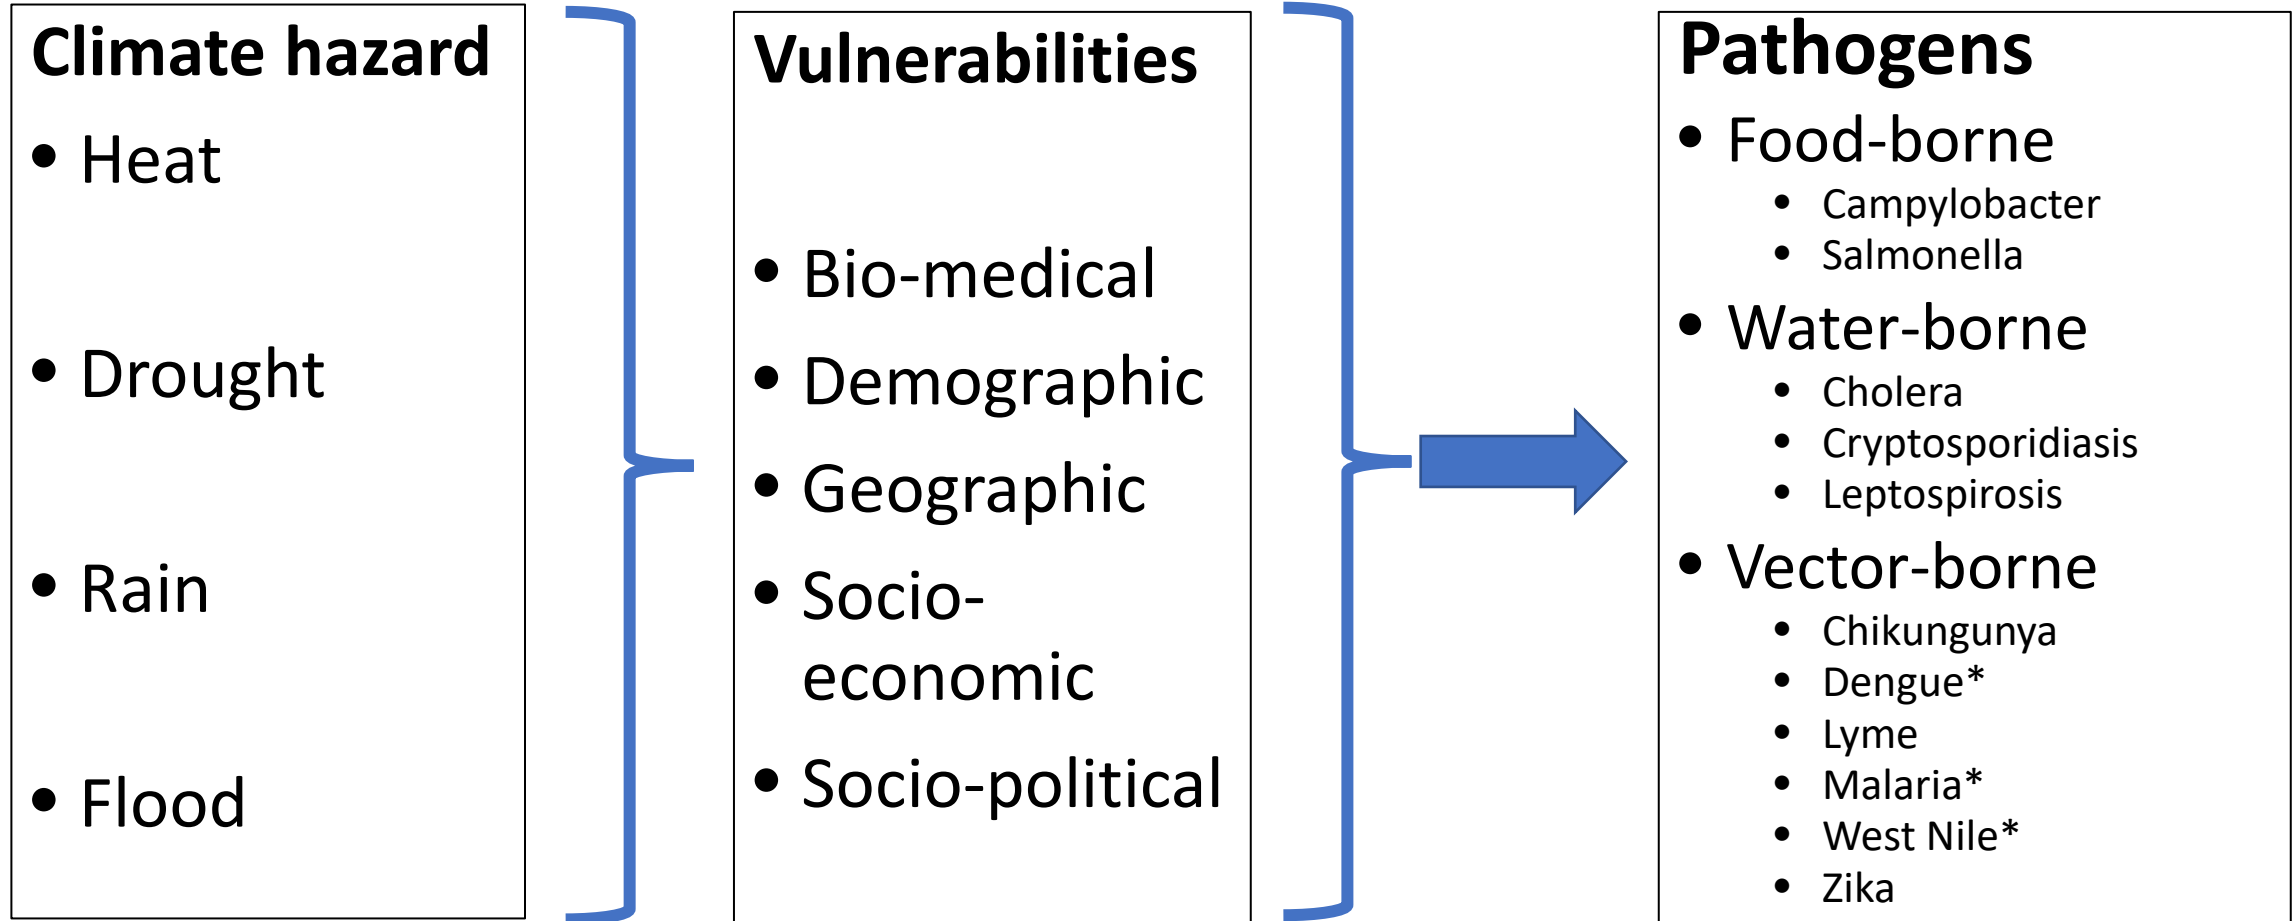 Climate hazard
• Heat
• Drought
• Rain
• Flood
Vulnerabilities
• Bio-medical
• Demographic
• Geographic
• Socio-
economic
• Socio-political
Pathogens
• Food-borne
• Campylobacter
• Salmonella
• Water-borne
• Cholera
• Cryptosporidiasis
• Leptospirosis
• Vector-borne
• Chikungunya
• Dengue*
• Lyme
• Malaria*
• West Nile*
• Zika